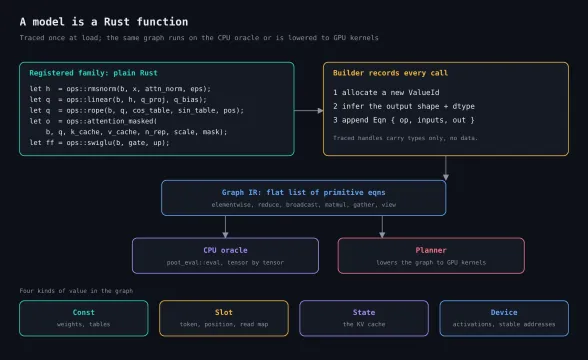 A model is a Rust function
Traced once at load; the same graph runs on the CPU oracle or is lowered to GPU kernels
Registered family: plain Rust
let h = ops::rmsnorm(b, x, attn_norm, eps);
let q = ops::linear(b, h, q_proj, q_bias);
let q = ops::rope(b, q, cos_table, sin_table, pos);
let o = ops::attention_masked(
b, q, k_cache, v_cache, n_rep, scale, mask);
let ff = ops::swiglu(b, gate, up);
Builder records every call
1 allocate a new ValueId
2 infer the output shape + dtype
3 append Eqn { op, inputs, out }
Traced handles carry types only, no data.
Graph IR: flat list of primitive eqns
elementwise, reduce, broadcast, matmul, gather, view
CPU oracle
poot_eval::eval, tensor by tensor
Planner
lowers the graph to GPU kernels
Four kinds of value in the graph
Const
weights, tables
Slot
token, position, read map
State
the KV cache
Device
activations, stable addresses